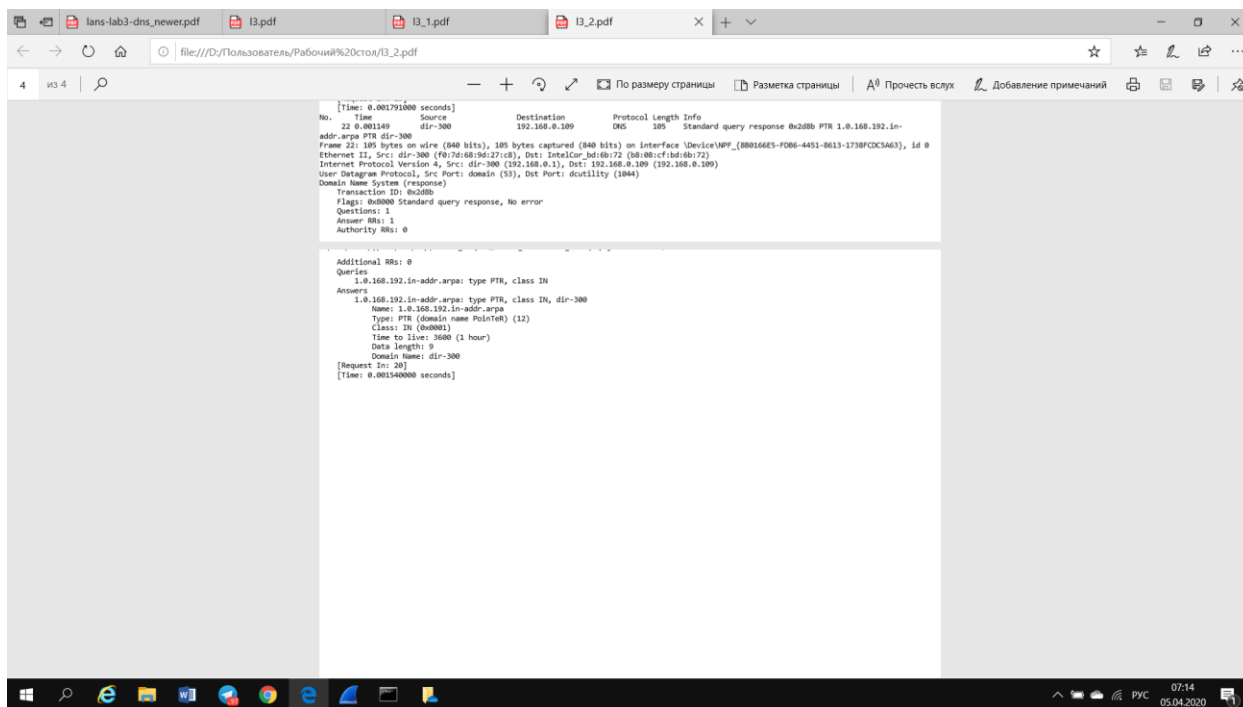 lans-lab3-dns_newer.pdf l3.pdf l3_1.pdf l3_2.pdf
file:///D:/Пользователь/Рабочий%20стол/l3_2.pdf
4 из 4 По размеру страницы Разметка страницы Прочесть вслух Добавление примечаний
[Time: 0.001791000 seconds]
No. Time Source Destination Protocol Length Info
22 0.001149 dir-300 192.168.0.109 DNS 105 Standard query response 0x2d8b PTR 1.0.168.192.in-
addr.arpa PTR dir-300
Frame 22: 105 bytes on wire (840 bits), 105 bytes captured (840 bits) on interface \Device\NPF_{8B0166E5-FDB6-4451-8613-1738FCDC5A63}, id 0
Ethernet II, Src: dir-300 (f0:7d:68:9d:27:c8), Dst: IntelCor_bd:6b:72 (b8:08:cf:bd:6b:72)
Internet Protocol Version 4, Src: dir-300 (192.168.0.1), Dst: 192.168.0.109 (192.168.0.109)
User Datagram Protocol, Src Port: domain (53), Dst Port: dcutility (1044)
Domain Name System (response)
Transaction ID: 0x2d8b
Flags: 0x8000 Standard query response, No error
Questions: 1
Answer RRs: 1
Authority RRs: 0
Additional RRs: 0
Queries
1.0.168.192.in-addr.arpa: type PTR, class IN
Answers
1.0.168.192.in-addr.arpa: type PTR, class IN, dir-300
Name: 1.0.168.192.in-addr.arpa
Type: PTR (domain name PoinTeR) (12)
Class: IN (0x0001)
Time to live: 3600 (1 hour)
Data length: 9
Domain Name: dir-300
[Request In: 20]
[Time: 0.001540000 seconds]
РУС 07:14
05.04.2020